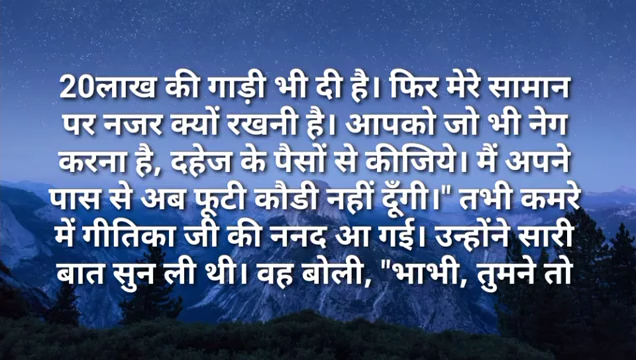 20लाख की गाड़ी भी दी है। फिर मेरे सामान
पर नजर क्यों रखनी है। आपको जो भी नेग
करना है, दहेज के पैसों से कीजिये। मैं अपने
पास से अब फूटी कौडी नहीं दूँगी।" तभी कमरे
में गीतिका जी की ननद आ गई। उन्होंने सारी
बात सुन ली थी। वह बोली, "भाभी, तुमने तो